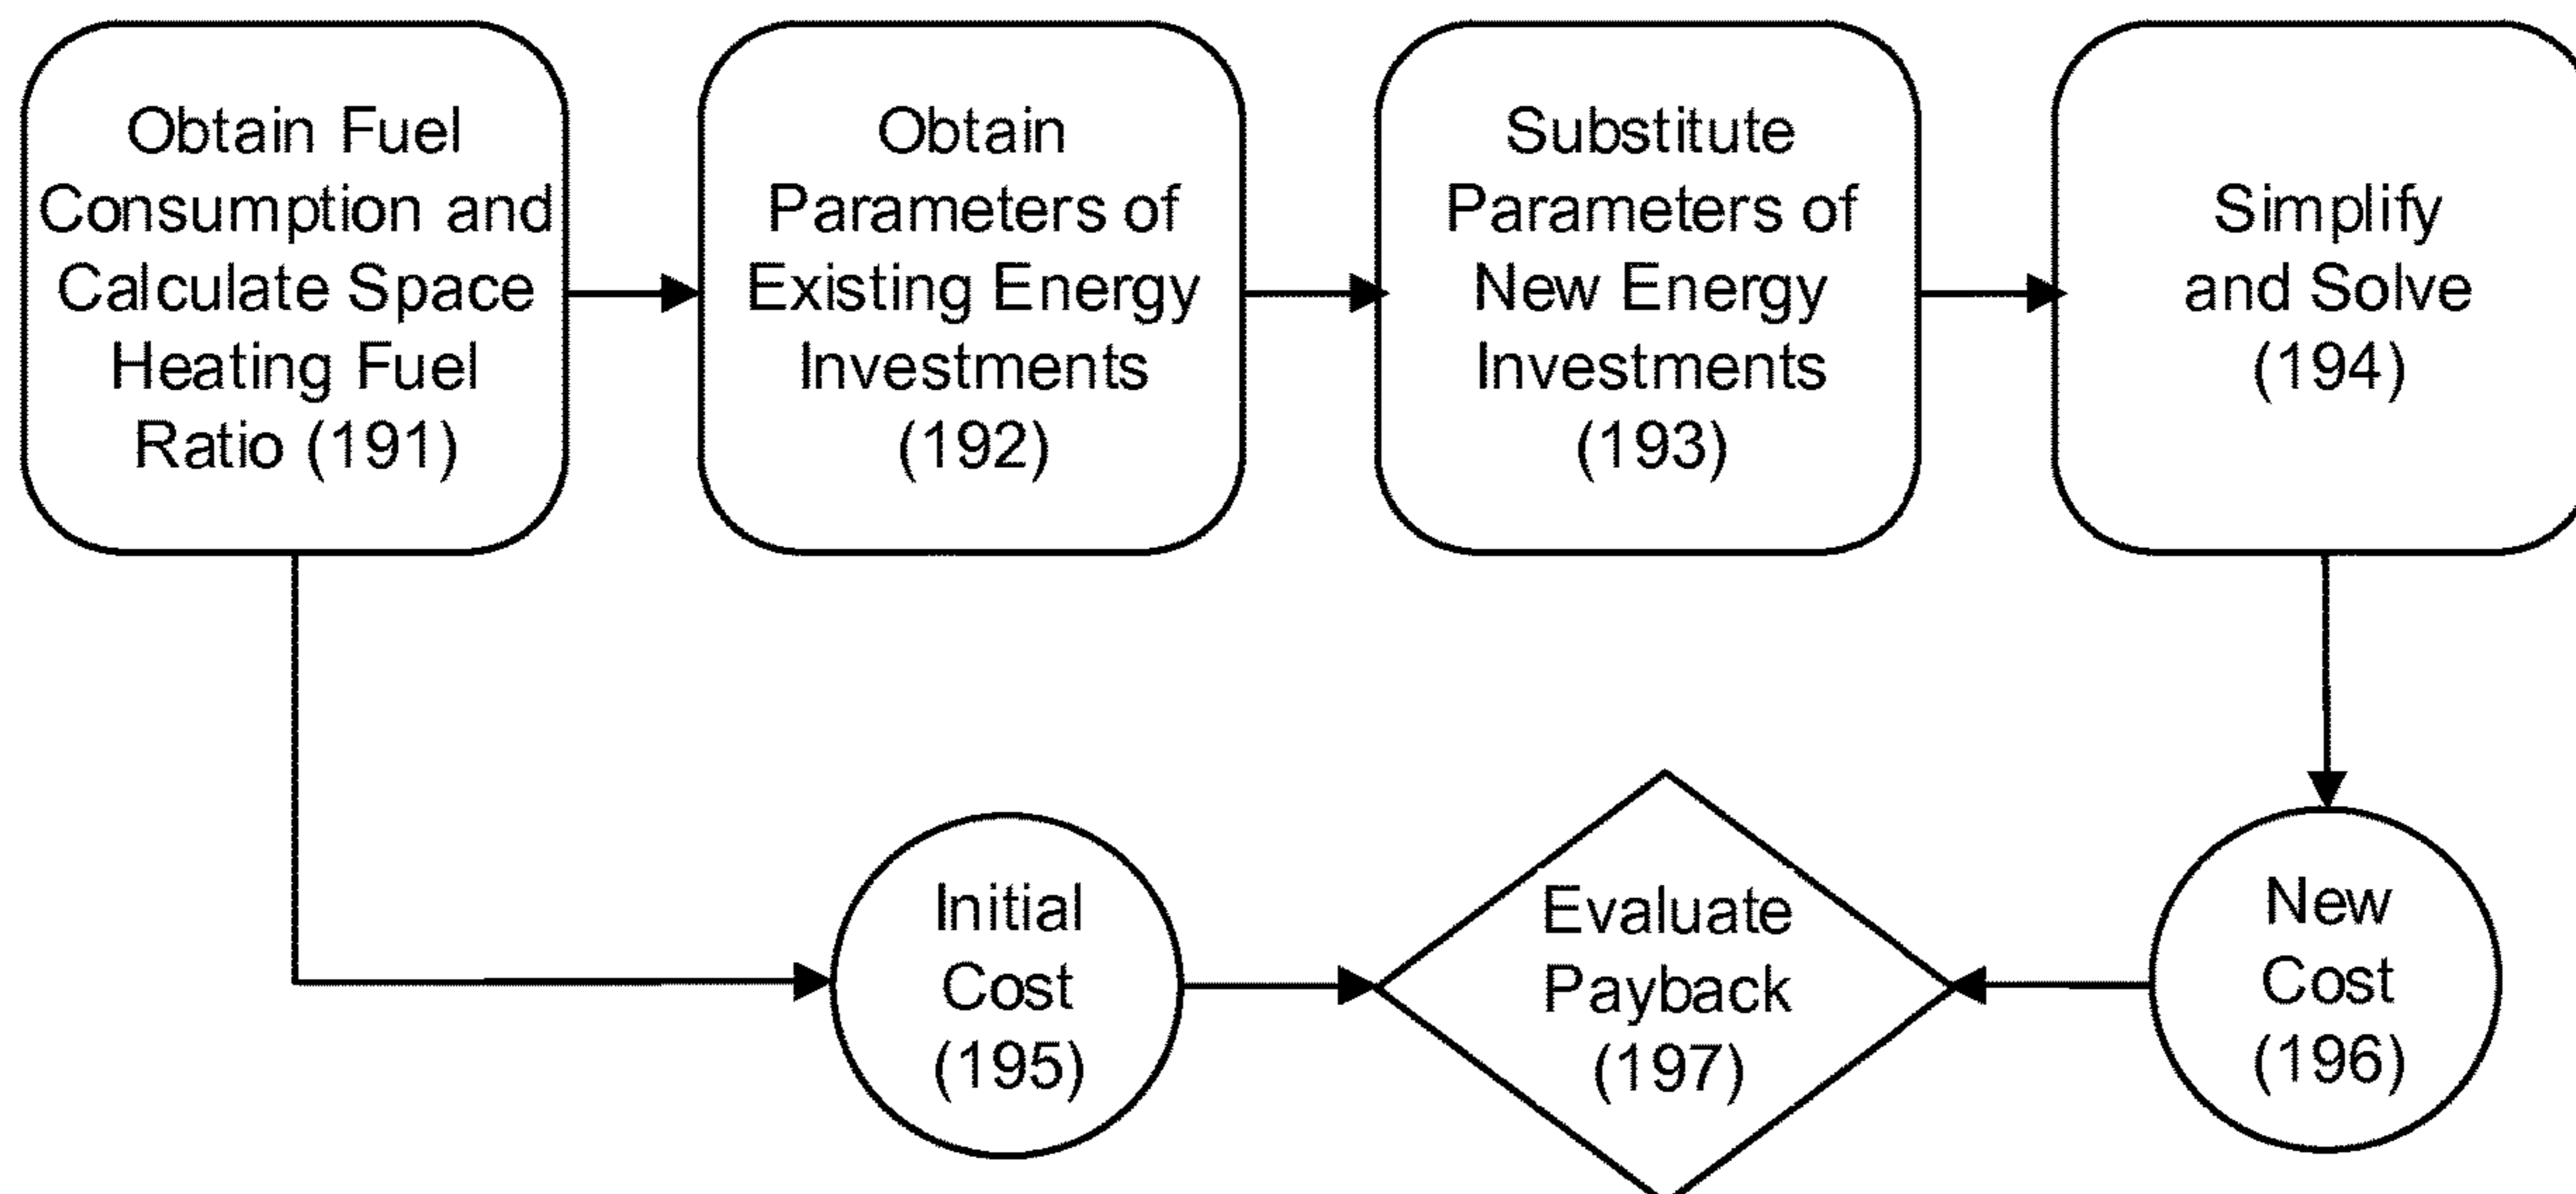 Obtain Fuel
Consumption and
Calculate Space
Heating Fuel
Ratio (191)
Obtain
Parameters of
Existing Energy
Investments
(192)
Substitute
Parameters of
New Energy
Investments
(193)
Simplify
and Solve
(194)
Initial
Cost
(195)
Evaluate
Payback
(197)
New
Cost
(196)